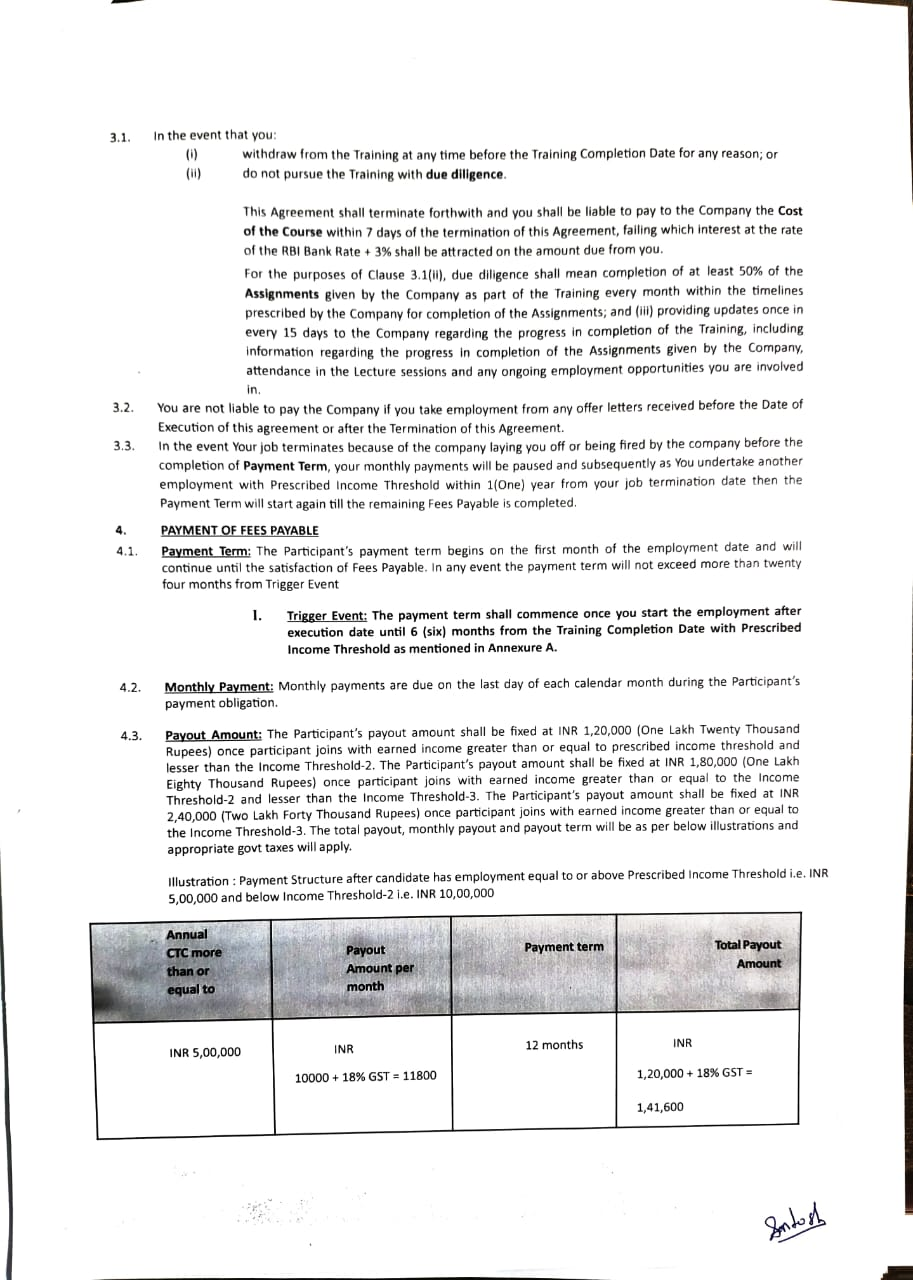 3.1. In the event that you:
(i) withdraw from the Training at any time before the Training Completion Date for any reason; or
(ii) do not pursue the Training with due diligence.
This Agreement shall terminate forthwith and you shall be liable to pay to the Company the Cost
of the Course within 7 days of the termination of this Agreement, failing which interest at the rate
of the RBI Bank Rate + 3% shall be attracted on the amount due from you.
For the purposes of Clause 3.1(ii), due diligence shall mean completion of at least 50% of the
Assignments given by the Company as part of the Training every month within the timelines
prescribed by the Company for completion of the Assignments; and (iii) providing updates once in
every 15 days to the Company regarding the progress in completion of the Training, including
information regarding the progress in completion of the Assignments given by the Company,
attendance in the Lecture sessions and any ongoing employment opportunities you are involved
in.
3.2. You are not liable to pay the Company if you take employment from any offer letters received before the Date of
Execution of this agreement or after the Termination of this Agreement.
3.3. In the event Your job terminates because of the company laying you off or being fired by the company before the
completion of Payment Term, your monthly payments will be paused and subsequently as You undertake another
employment with Prescribed Income Threshold within 1(One) year from your job termination date then the
Payment Term will start again till the remaining Fees Payable is completed.
4. PAYMENT OF FEES PAYABLE
4.1. Payment Term: The Participant's payment term begins on the first month of the employment date and will
continue until the satisfaction of Fees Payable. In any event the payment term will not exceed more than twenty
four months from Trigger Event
I. Trigger Event: The payment term shall commence once you start the employment after
execution date until 6 (six) months from the Training Completion Date with Prescribed
Income Threshold as mentioned in Annexure A.
4.2. Monthly Payment: Monthly payments are due on the last day of each calendar month during the Participant's
payment obligation.
4.3. Payout Amount: The Participant's payout amount shall be fixed at INR 1,20,000 (One Lakh Twenty Thousand
Rupees) once participant joins with earned income greater than or equal to prescribed income threshold and
lesser than the Income Threshold-2. The Participant's payout amount shall be fixed at INR 1,80,000 (One Lakh
Eighty Thousand Rupees) once participant joins with earned income greater than or equal to the Income
Threshold-2 and lesser than the Income Threshold-3. The Participant's payout amount shall be fixed at INR
2,40,000 (Two Lakh Forty Thousand Rupees) once participant joins with earned income greater than or equal to
the Income Threshold-3. The total payout, monthly payout and payout term will be as per below illustrations and
appropriate govt taxes will apply.
Illustration : Payment Structure after candidate has employment equal to or above Prescribed Income Threshold i.e. INR
5,00,000 and below Income Threshold-2 i.e. INR 10,00,000
Annual
CTC more
than or
equal to
Payout
Amount per
month
Payment term
Total Payout
Amount
INR 5,00,000
INR
10000 + 18% GST = 11800
12 months
INR
1,20,000 + 18% GST =
1,41,600
Santosh